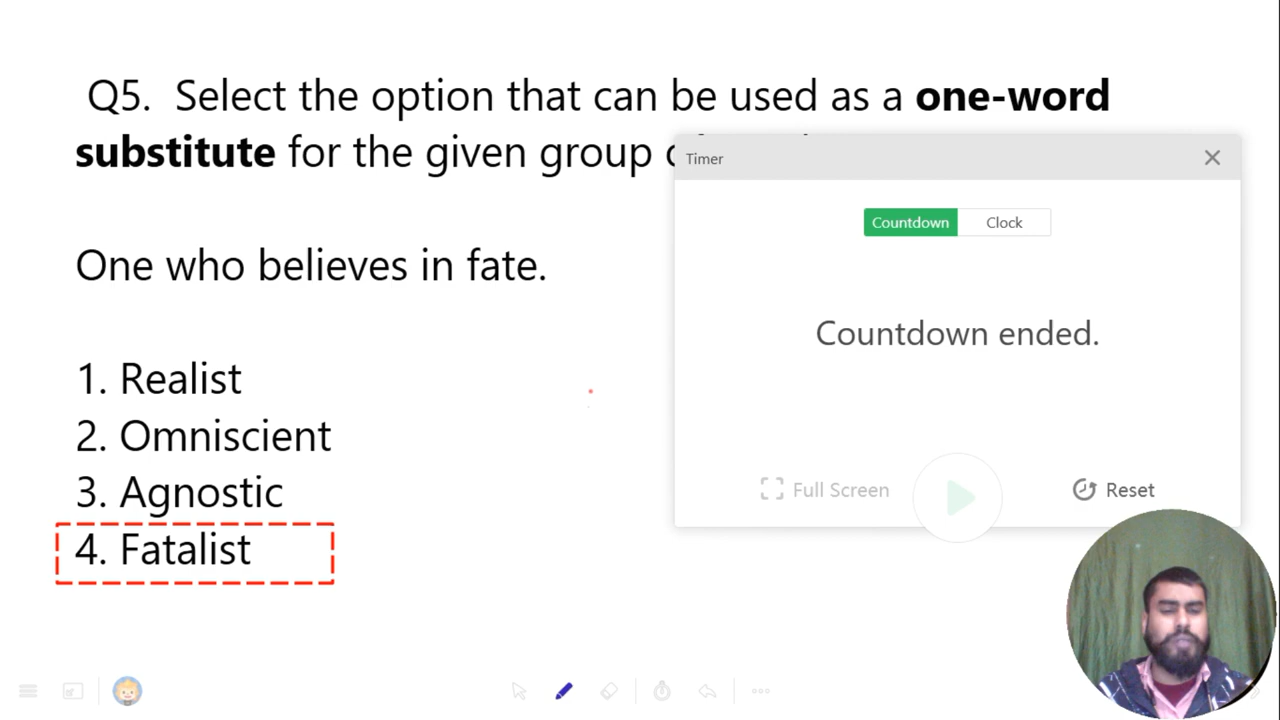 Q5. Select the option that can be used as a one-word
substitute for the given group
Timer
Countdown Clock
One who believes in fate.
Countdown ended.
1. Realist
2. Omniscient
3. Agnostic
Full Screen Reset
4. Fatalist